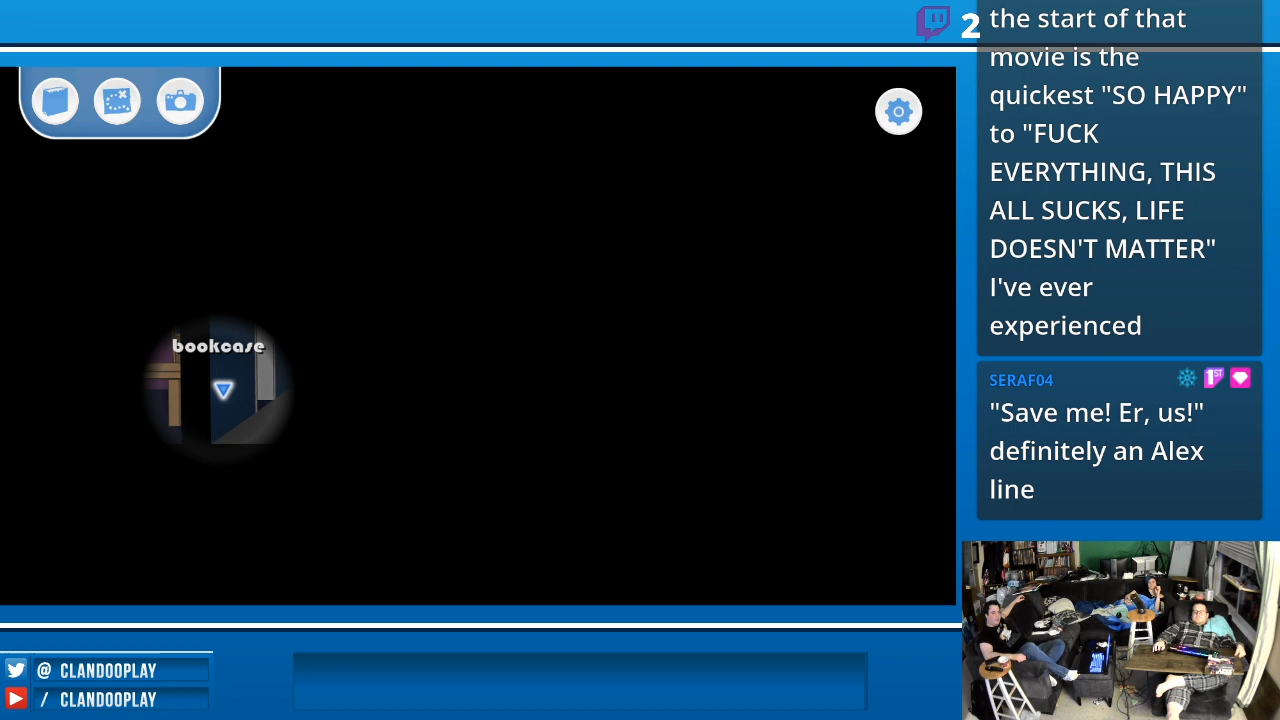 2
the start of that
movie is the
quickest "SO HAPPY"
to "FUCK
EVERYTHING, THIS
ALL SUCKS, LIFE
DOESN'T MATTER"
I've ever
experienced
SERAF04
1ST
"Save me! Er, us!"
definitely an Alex
line
bookcase
@ CLANDOOPLAY
/ CLANDOOPLAY